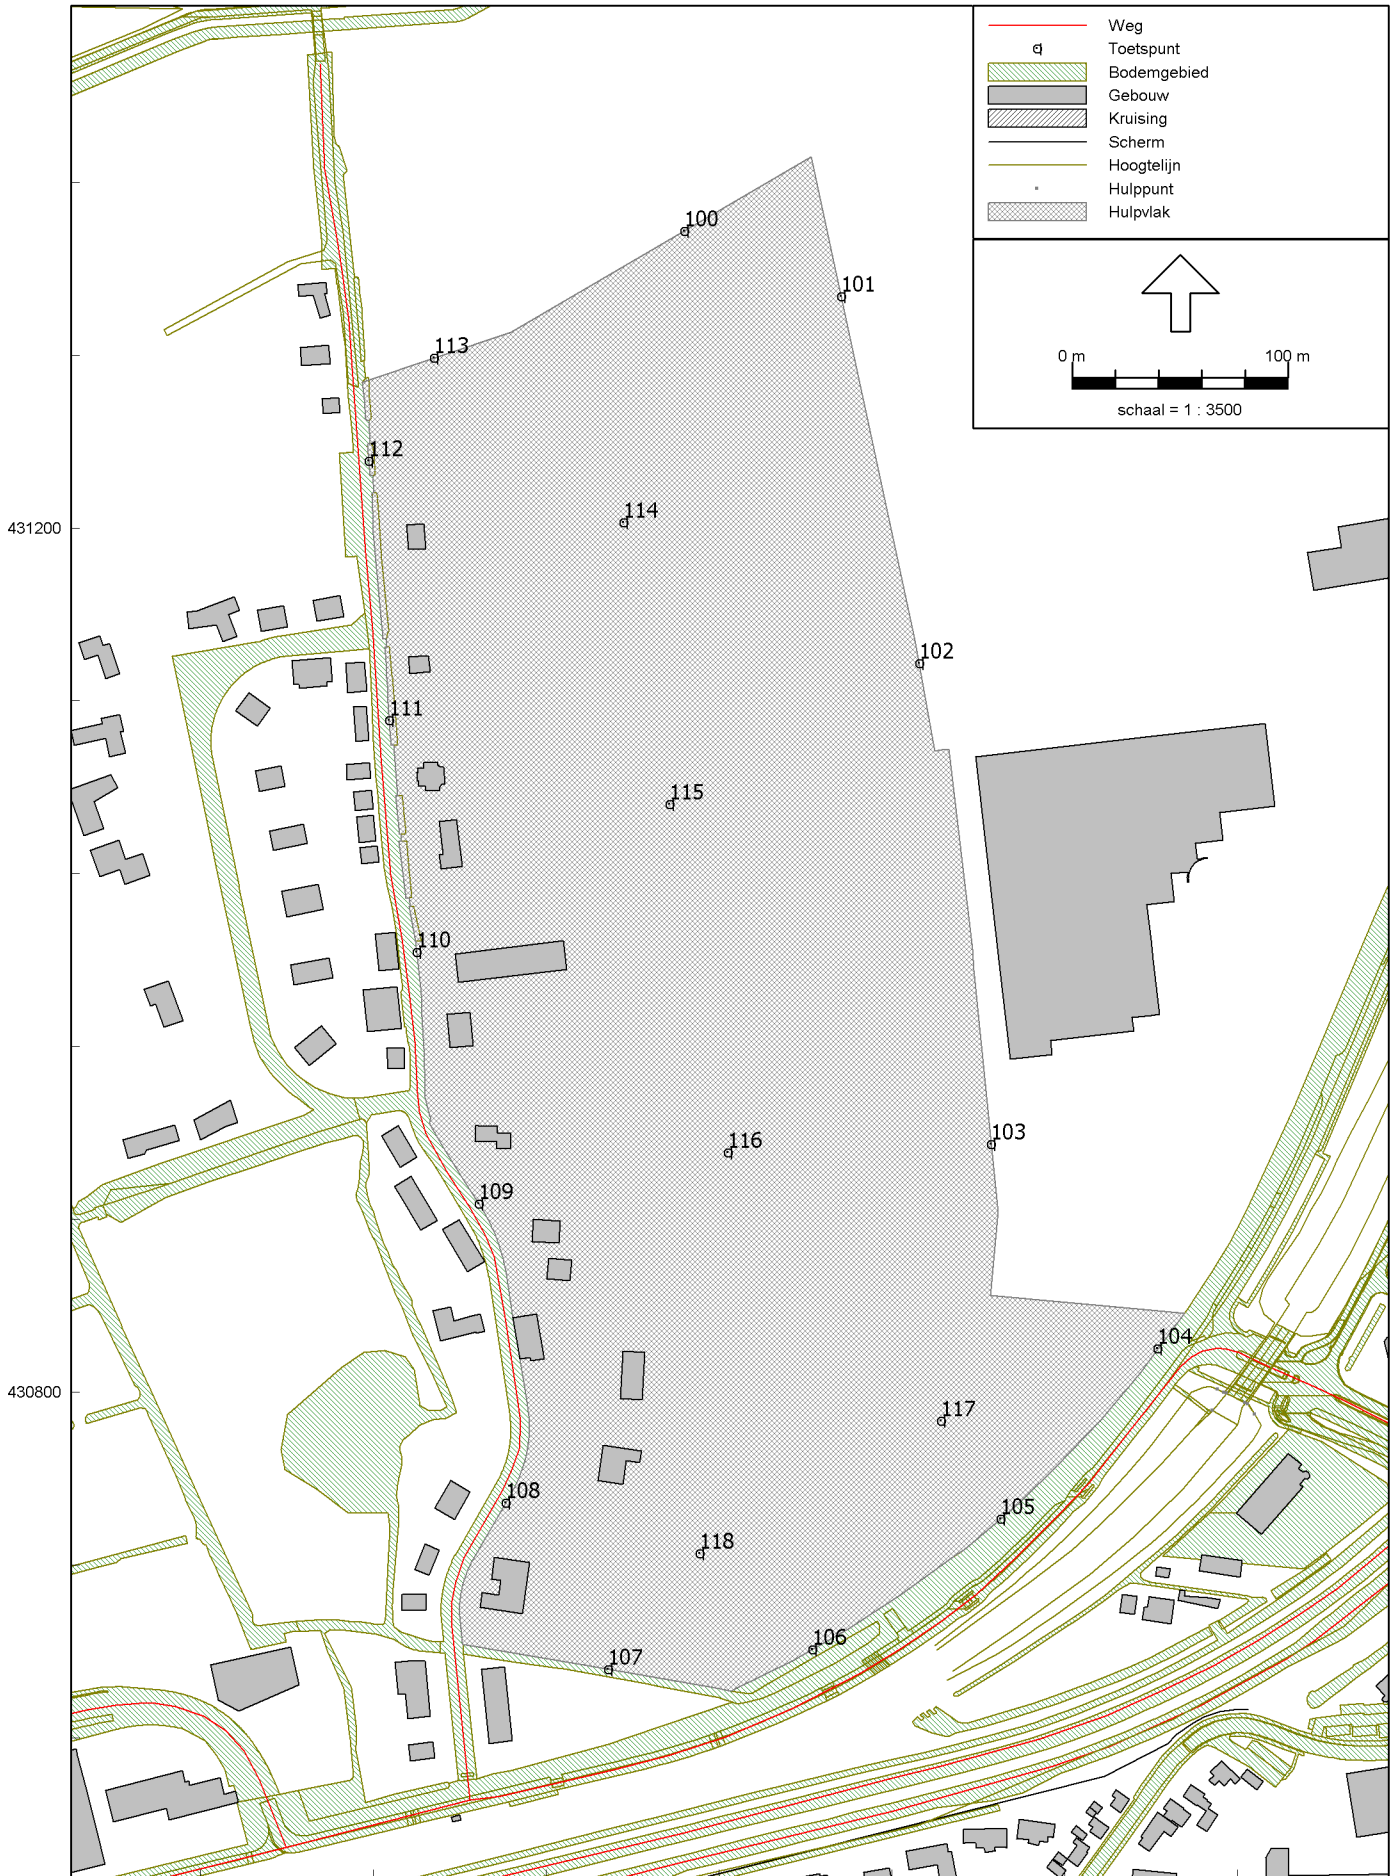 Weg
Toetspunt
Bodemgebied
Gebouw
Kruising
Scherm
Hoogtelijn
Hulppunt
Hulpvlak
0 m 100 m
schaal = 1 : 3500
100
101
113
112
114
431200
102
111
115
110
103
116
109
104
430800
117
108
105
118
106
107